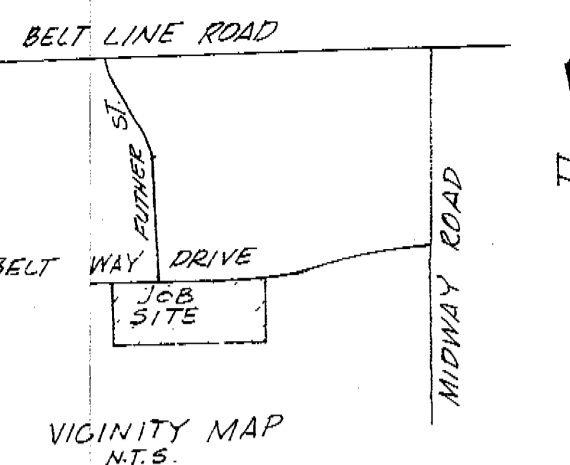 BELT LINE ROAD
FUTHER ST.
BELT WAY DRIVE
JOB
SITE
MIDWAY ROAD
VICINITY MAP
N.T.S.